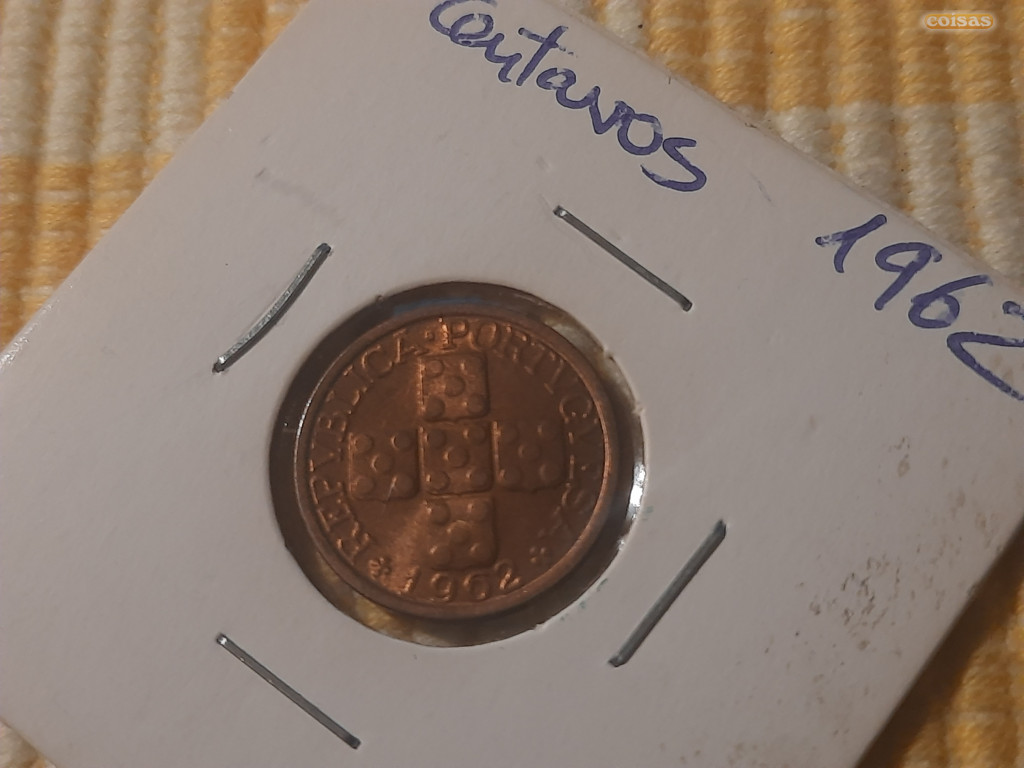 coisas
Centavos 1962
REPVBLICA · PORTVGVESA
1962